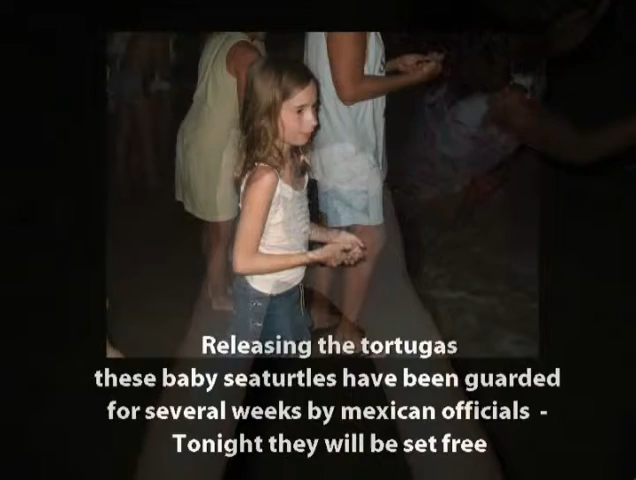 Releasing the tortugas
these baby seaturtles have been guarded
for several weeks by mexican officials -
Tonight they will be set free